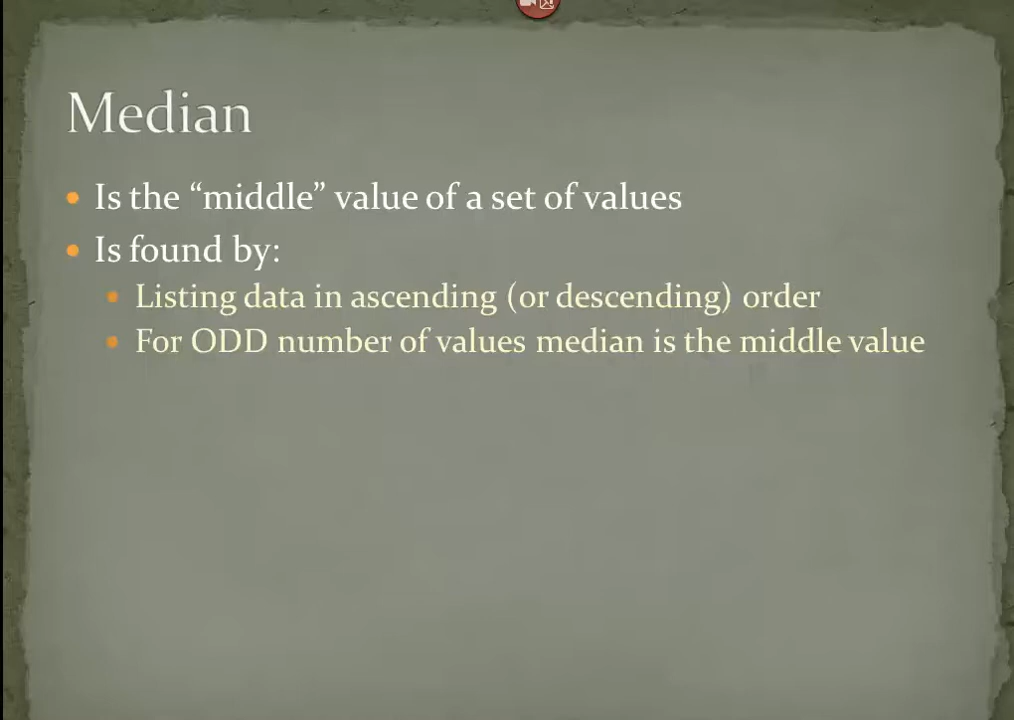 Median
Is the “middle” value of a set of values
Is found by:
Listing data in ascending (or descending) order
For ODD number of values median is the middle value